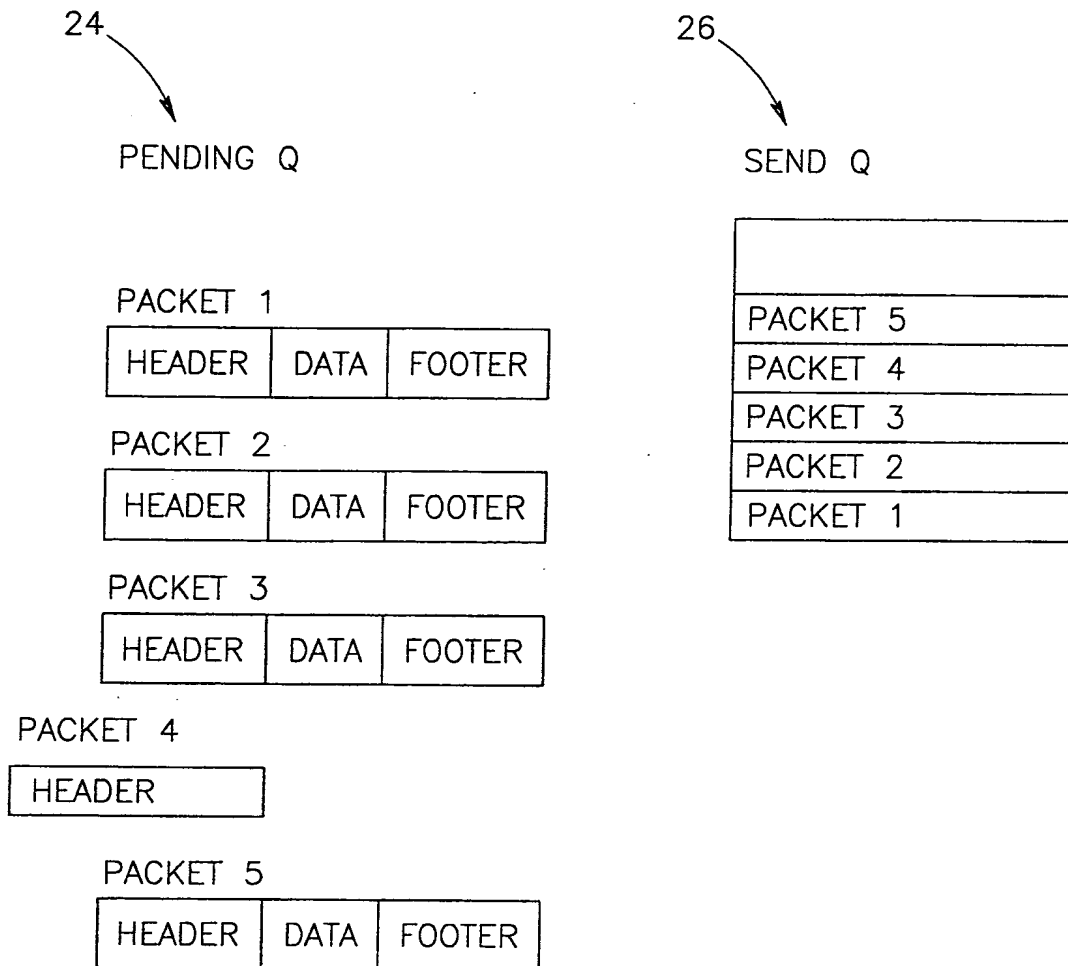 24
PENDING Q
PACKET 1
HEADER DATA FOOTER
PACKET 2
HEADER DATA FOOTER
PACKET 3
HEADER DATA FOOTER
PACKET 4
HEADER
PACKET 5
HEADER DATA FOOTER
26
SEND Q
PACKET 5
PACKET 4
PACKET 3
PACKET 2
PACKET 1